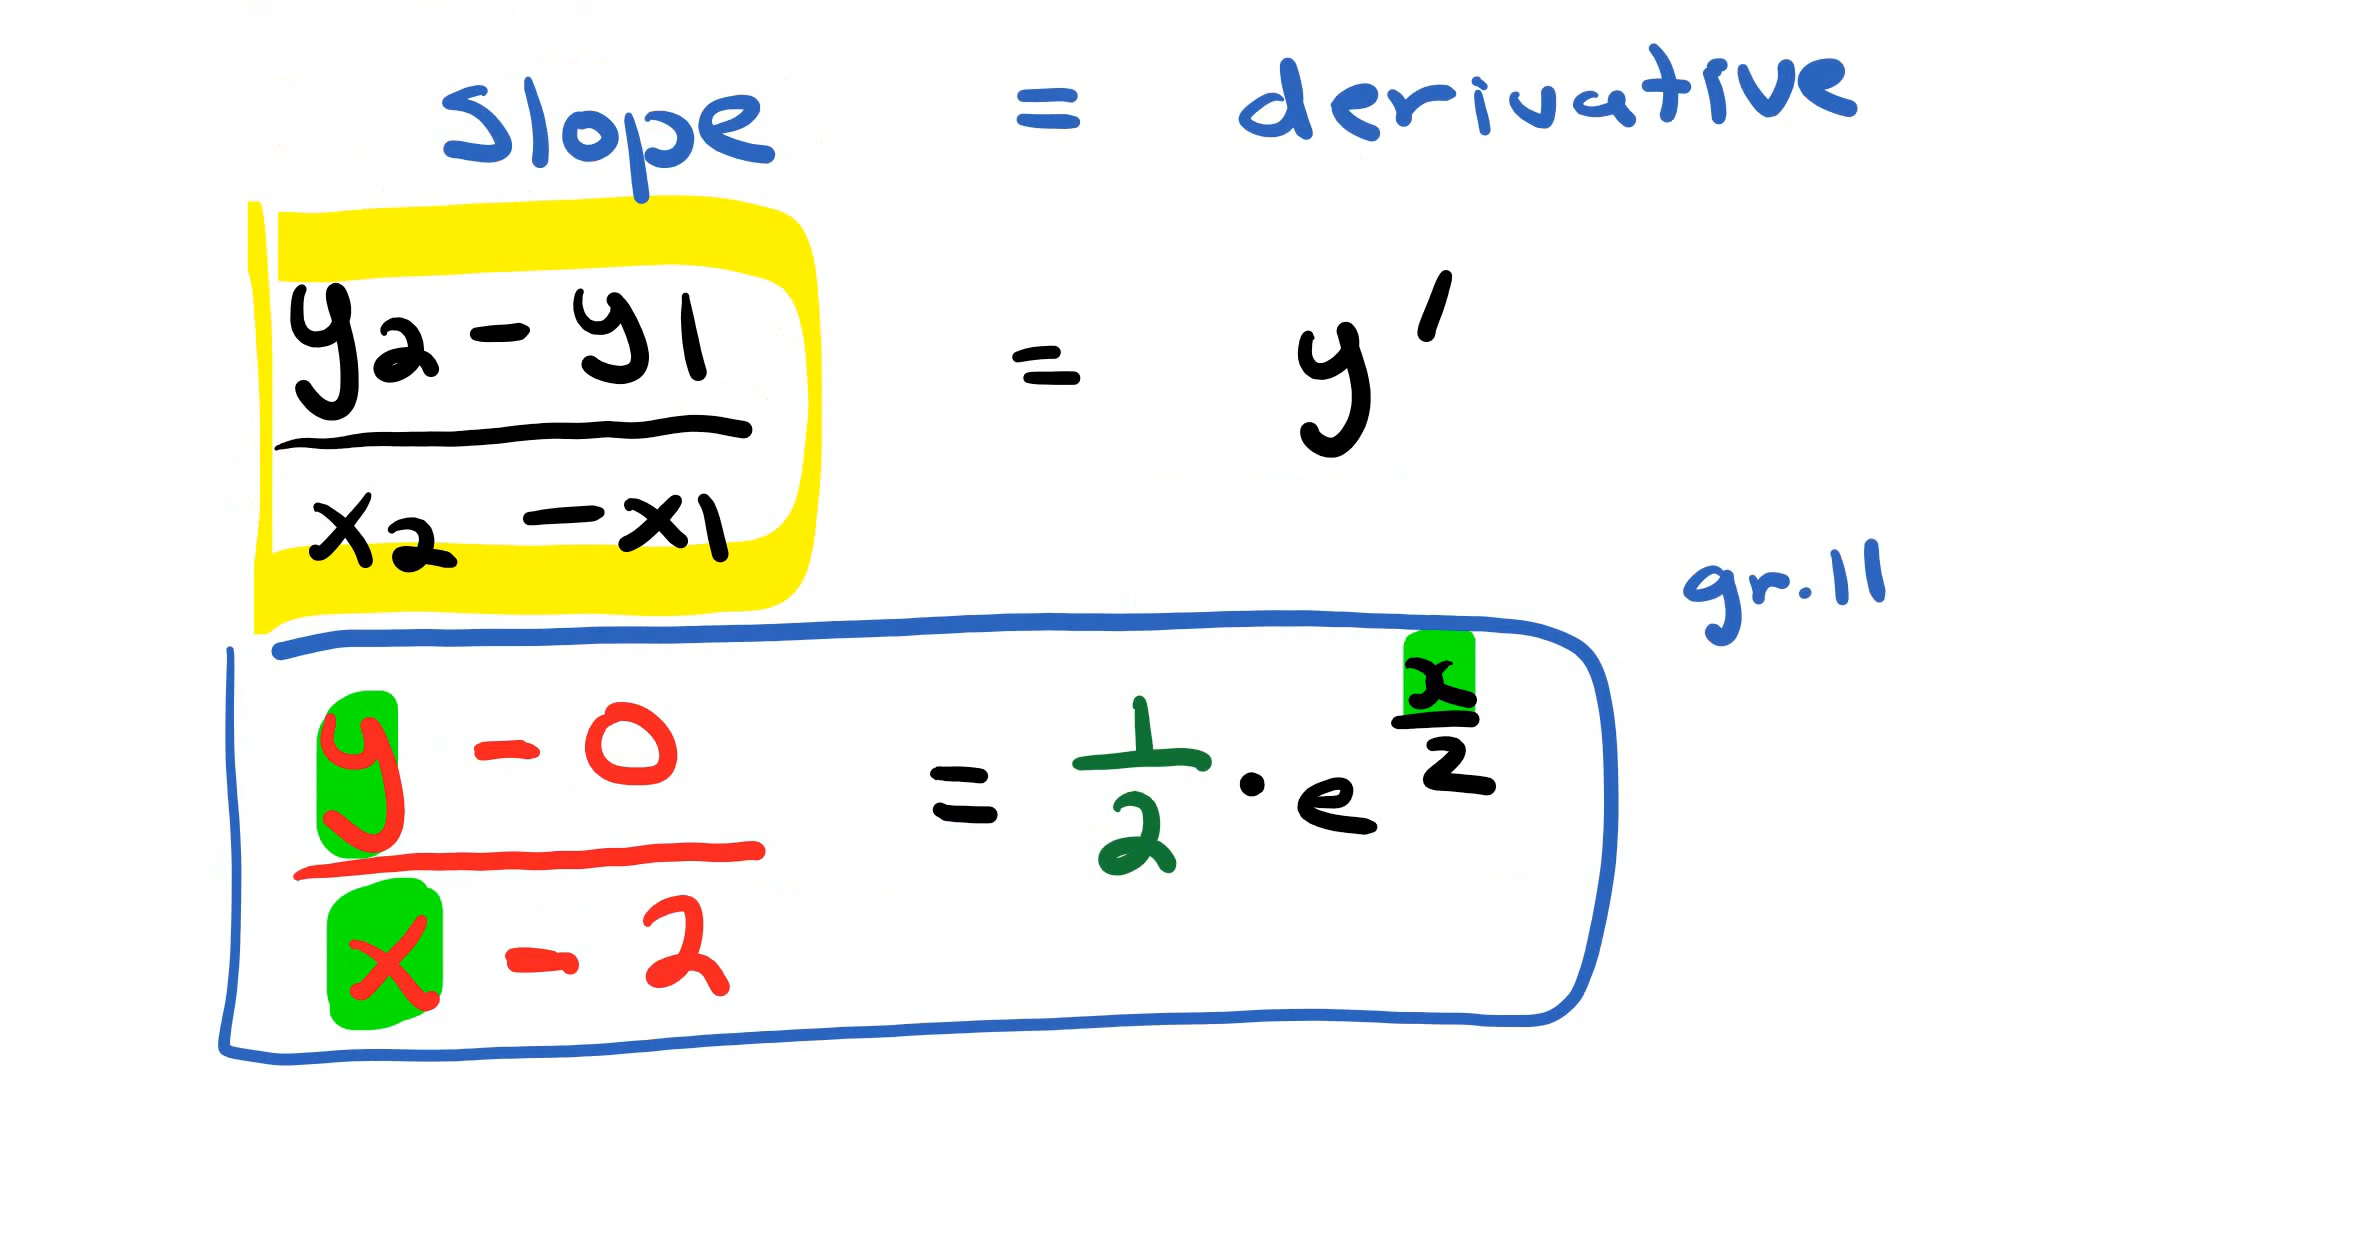 slope = derivative
y2 - y1 = y'
x2 - x1
gr.11
y - 0 = 1/2 · e^x/2
x - 2